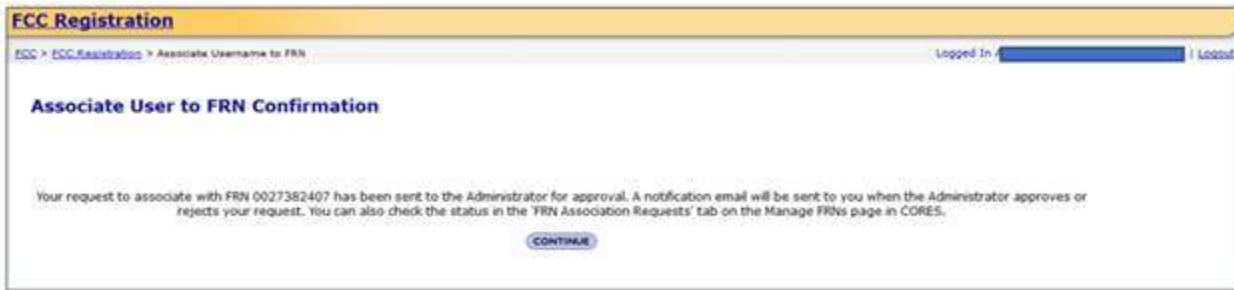 FCC Registration
FCC > FCC Registration > Associate Username to FRN
Logged In | Logout
Associate User to FRN Confirmation
Your request to associate with FRN 0027382407 has been sent to the Administrator for approval. A notification email will be sent to you when the Administrator approves or
rejects your request. You can also check the status in the 'FRN Association Requests' tab on the Manage FRNs page in CORES.
CONTINUE